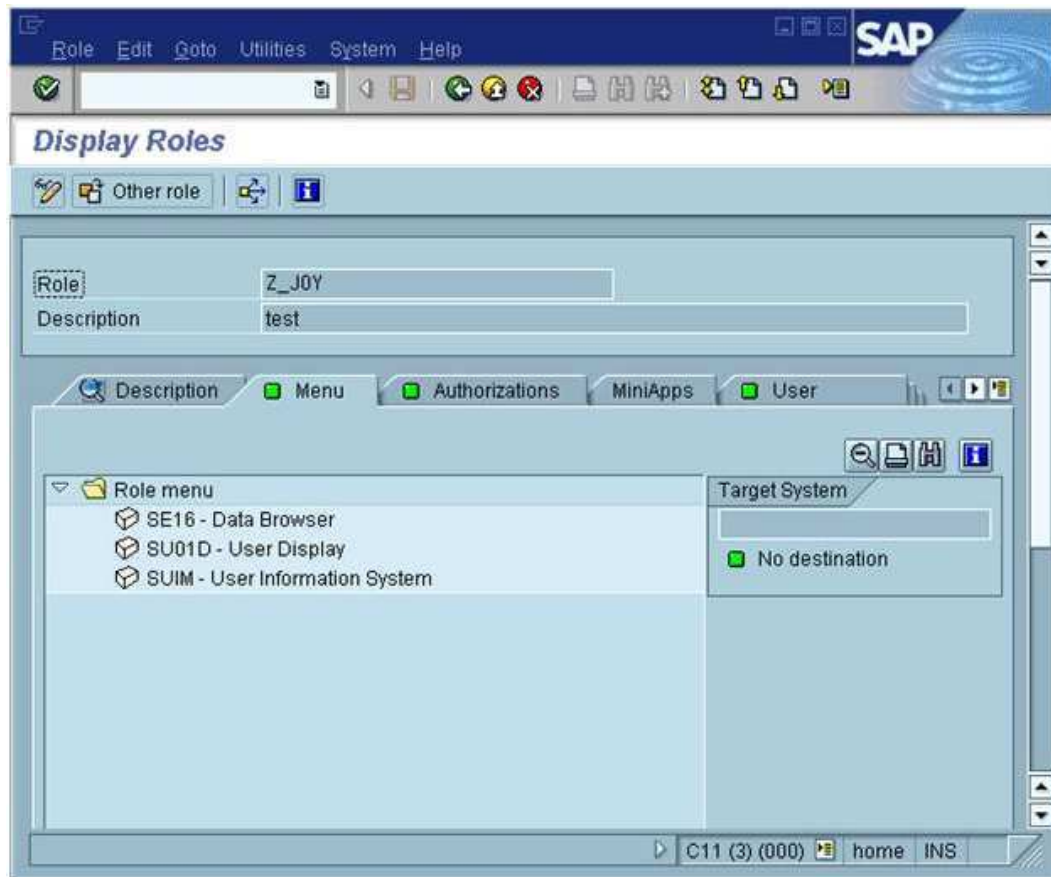 Role Edit Goto Utilities System Help
SAP
Display Roles
Other role
Role Z_JOY
Description test
Description Menu Authorizations MiniApps User
Role menu
Target System
SE16 - Data Browser
SU01D - User Display
No destination
SUIM - User Information System
C11 (3) (000) home INS